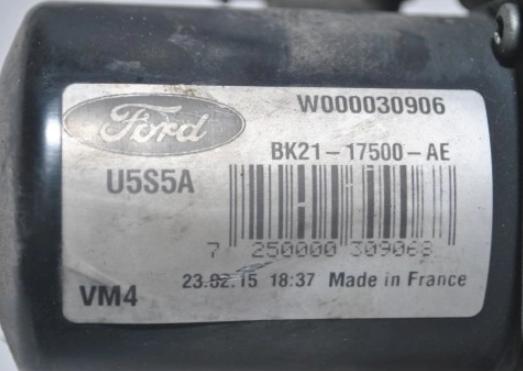 Ford
W000030906
BK21-17500-AE
U5S5A
7 250000 309068
23.02.15 18:37 Made in France
VM4